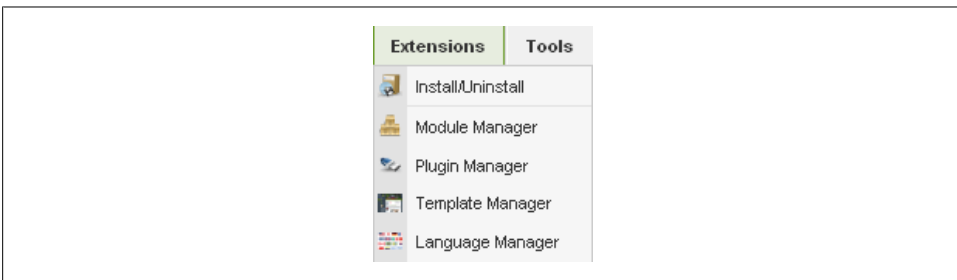 Extensions Tools
Install/Uninstall
Module Manager
Plugin Manager
Template Manager
Language Manager